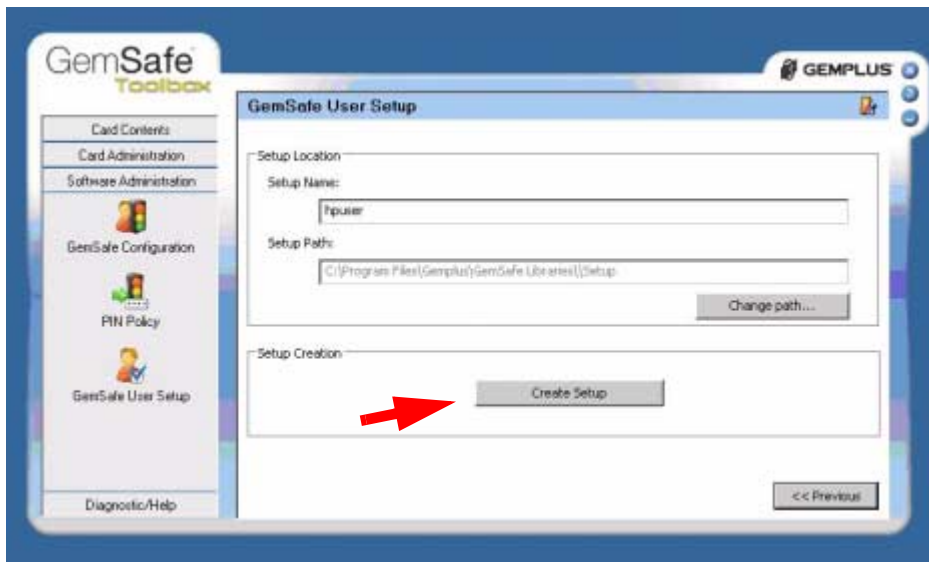 GemSafe
Toolbox
GEMPLUS
GemSafe User Setup
Card Contents
Card Administration
Software Administration
GemSafe Configuration
PIN Policy
GemSafe User Setup
Diagnostic/Help
Setup Location
Setup Name:
hpuser
Setup Path:
C:\Program Files\Gemplus\GemSafe Libraries\\Setup
Change path...
Setup Creation
Create Setup
<< Previous